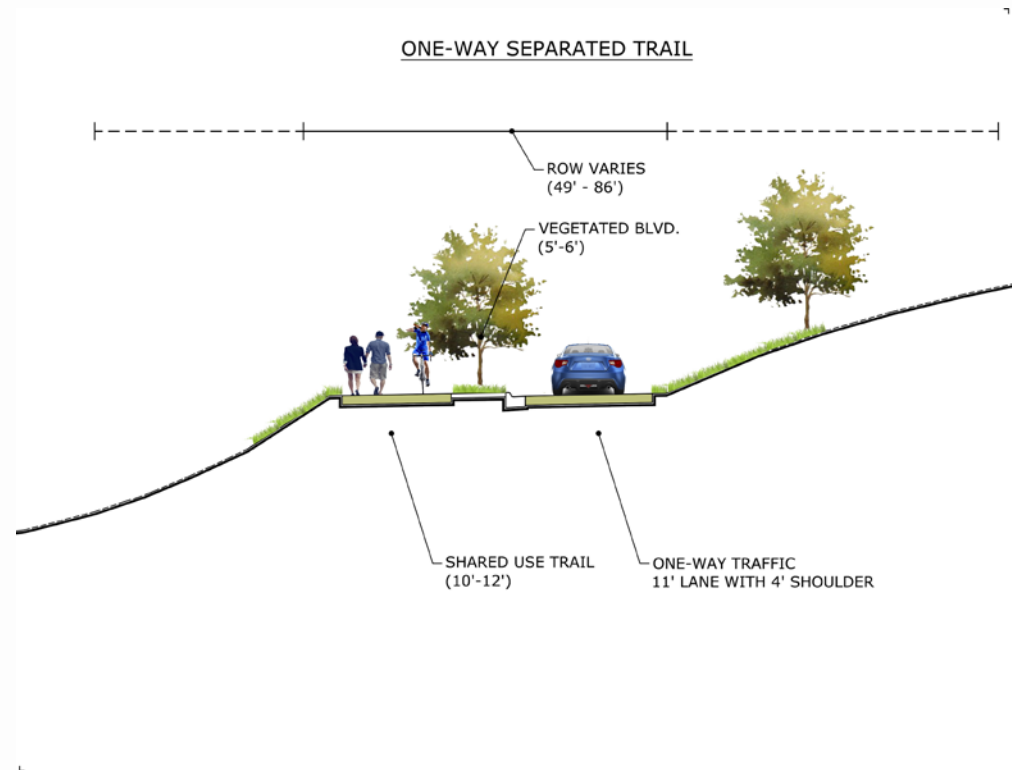 ONE-WAY SEPARATED TRAIL
ROW VARIES
(49' - 86')
VEGETATED BLVD.
(5'-6')
SHARED USE TRAIL
(10'-12')
ONE-WAY TRAFFIC
11' LANE WITH 4' SHOULDER